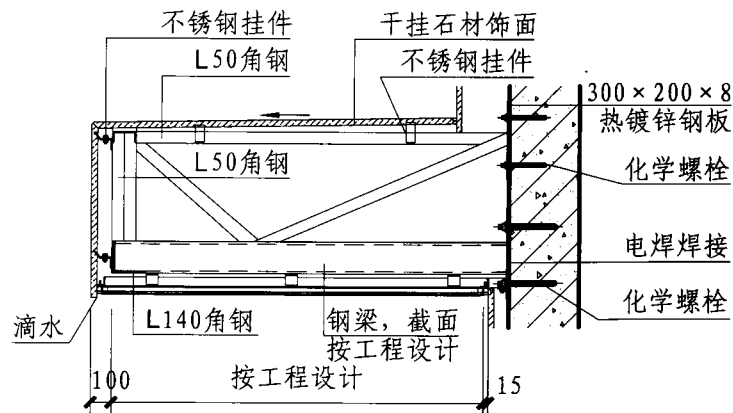 不锈钢挂件
干挂石材饰面
L50角钢
不锈钢挂件
300×200×8
热镀锌钢板
L50角钢
化学螺栓
电焊焊接
滴水
L140角钢
钢梁，截面
按工程设计
化学螺栓
100
按工程设计
15